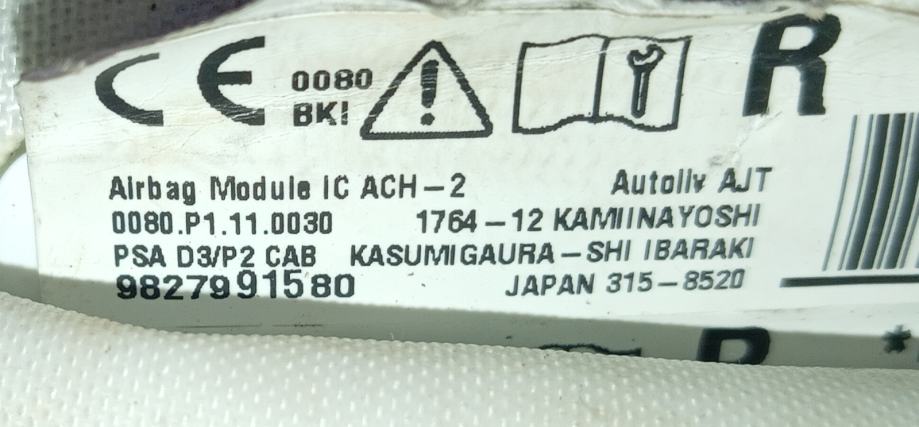 CE 0080 R
BKI
Airbag Module IC ACH-2 Autoliv AJT
0080.P1.11.0030 1764-12 KAMIINAYOSHI
PSA D3/P2 CAB KASUMIGAURA-SHI IBARAKI
9827991580 JAPAN 315-8520